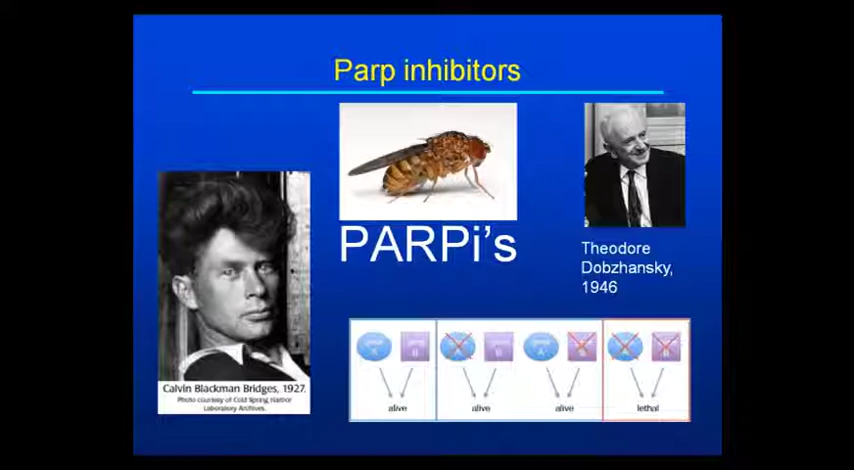 Parp inhibitors
PARPi's
Theodore
Dobzhansky,
1946
Calvin Blackman Bridges, 1927.
Photo courtesy of Cold Spring Harbor
Laboratory Archives.
A B A B A B A B
alive alive alive lethal